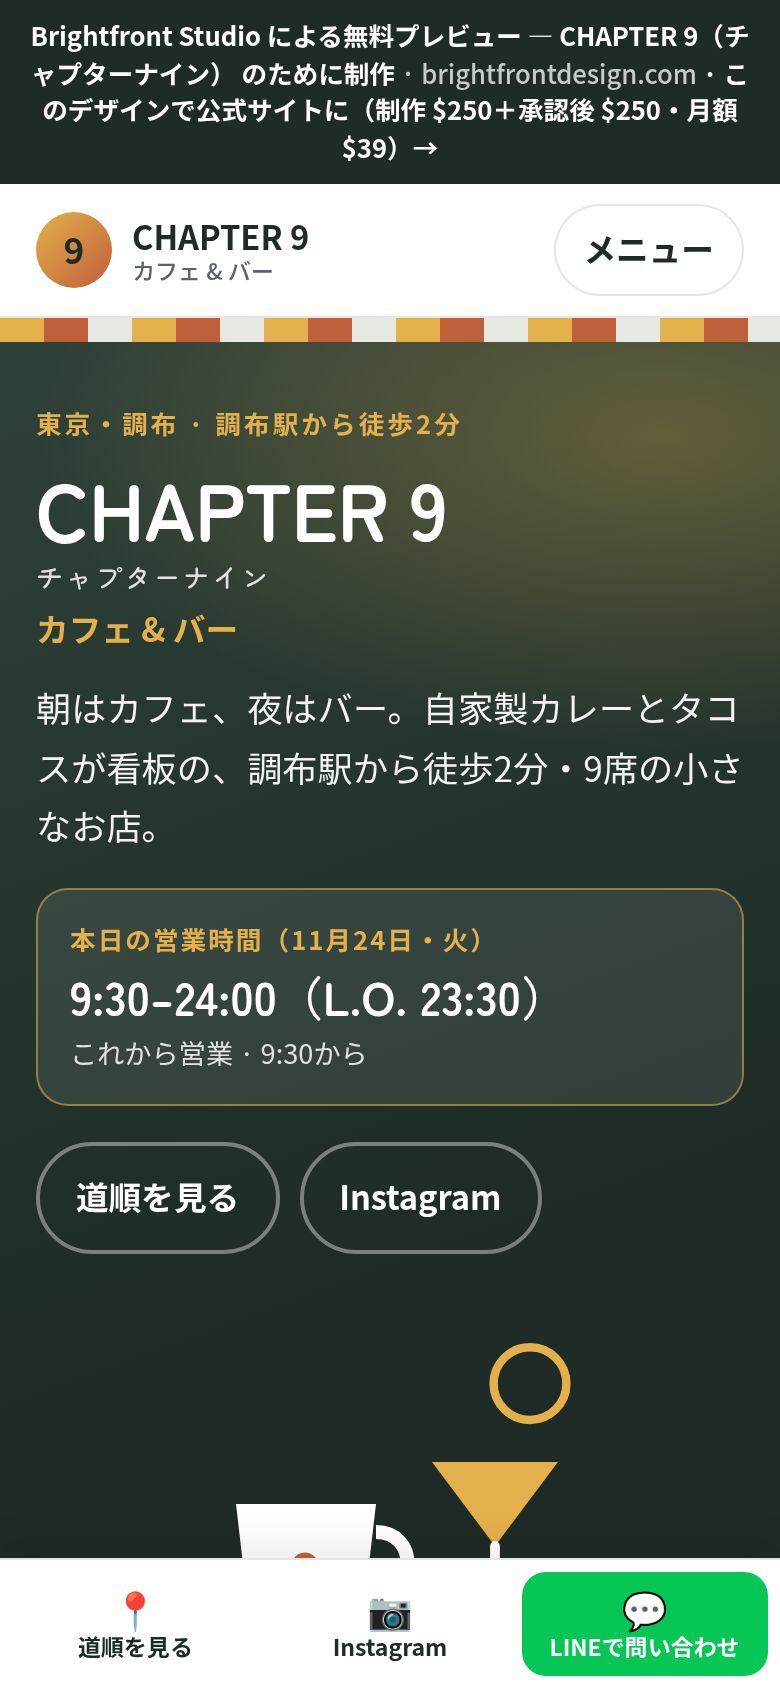 Brightfront Studio による無料プレビュー — CHAPTER 9（チ
ャプターナイン） のために制作 · brightfrontdesign.com · こ
のデザインで公式サイトに（制作 $250＋承認後 $250・月額
$39）→
9
CHAPTER 9
カフェ & バー
メニュー
東京・調布 · 調布駅から徒歩2分
CHAPTER 9
チャプターナイン
カフェ & バー
朝はカフェ、夜はバー。自家製カレーとタコ
スが看板の、調布駅から徒歩2分・9席の小さ
なお店。
本日の営業時間（11月24日・火）
9:30–24:00（L.O. 23:30）
これから営業 · 9:30から
道順を見る
Instagram
道順を見る
Instagram
LINEで問い合わせ